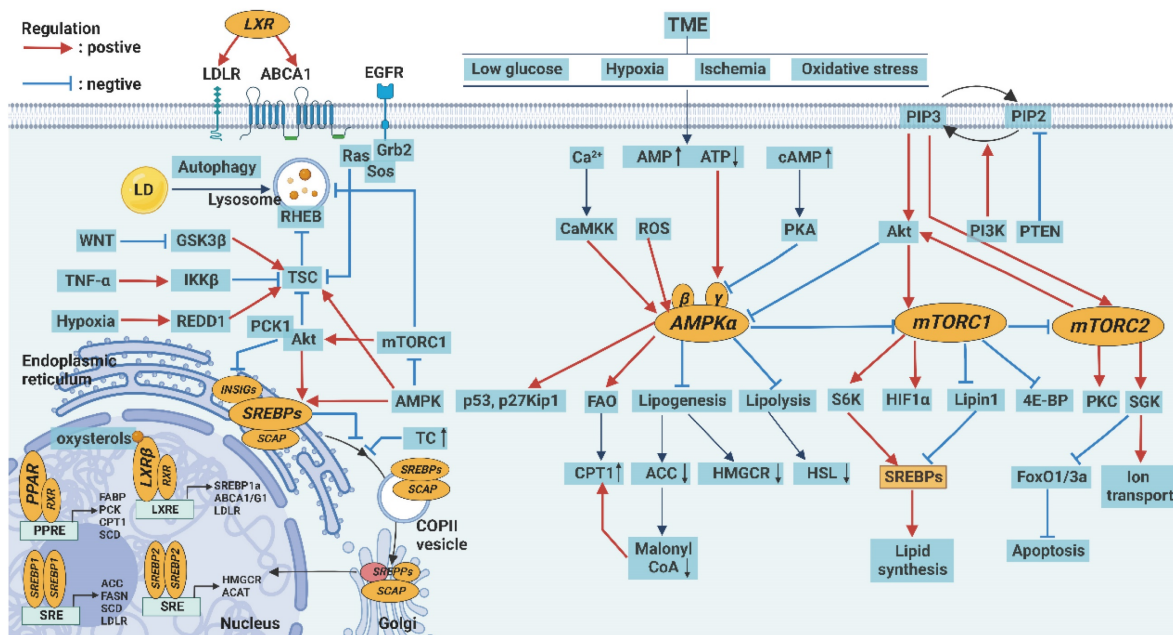 Regulation
: postive
: negtive
LXR
LDLR
ABCA1
EGFR
Ras
Grb2
Sos
Autophagy
LD
Lysosome
RHEB
WNT
GSK3β
TNF-α
IKKβ
TSC
Hypoxia
REDD1
PCK1
Akt
mTORC1
Endoplasmic
reticulum
INSIGs
SREBPs
SCAP
AMPK
TC
oxysterols
PPAR
RXR
PPRE
FABP
PCK
CPT1
SCD
LXRβ
RXR
LXRE
SREBP1a
ABCA1/G1
LDLR
SREBPs
SCAP
COPII
vesicle
SREBP1
SREBP1
SRE
ACC
FASN
SCD
LDLR
SREBP2
SREBP2
SRE
HMGCR
ACAT
SREPPs
SCAP
Nucleus
Golgi
TME
Low glucose
Hypoxia
Ischemia
Oxidative stress
PIP3
PIP2
Ca²⁺
AMP
ATP
cAMP
CaMKK
ROS
PKA
Akt
PI3K
PTEN
β
γ
AMPKα
mTORC1
mTORC2
p53, p27Kip1
FAO
Lipogenesis
Lipolysis
S6K
HIF1α
Lipin1
4E-BP
PKC
SGK
CPT1
ACC
HMGCR
HSL
SREBPs
FoxO1/3a
Ion
transport
Malonyl
CoA
Lipid
synthesis
Apoptosis